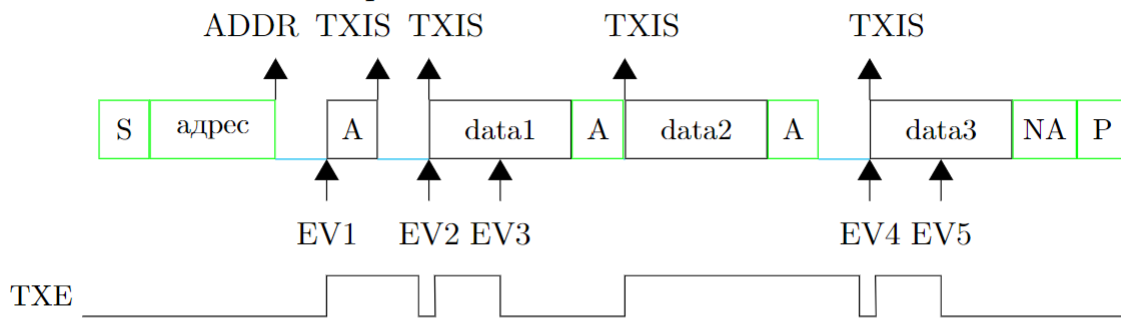 ADDR TXIS TXIS TXIS TXIS
S адрес A data1 A data2 A data3 NA P
EV1 EV2 EV3 EV4 EV5
TXE